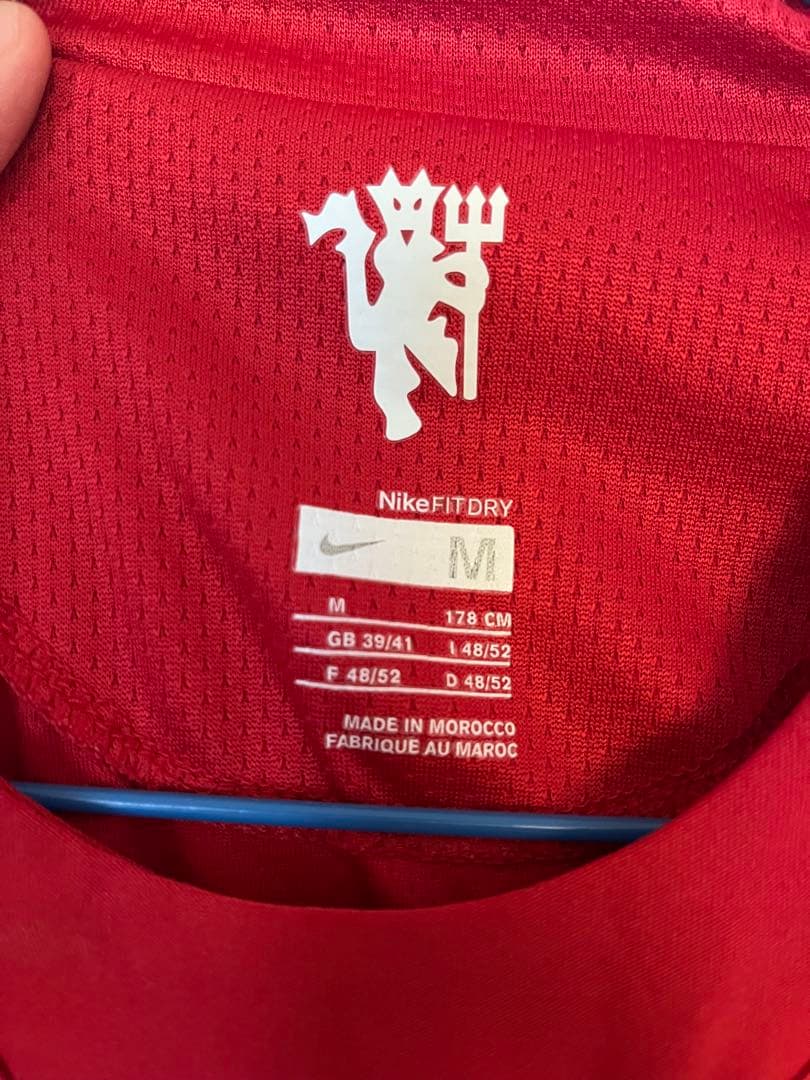 NikeFITDRY
M
M 178 CM
GB 39/41 I 48/52
F 48/52 D 48/52
MADE IN MOROCCO
FABRIQUE AU MAROC